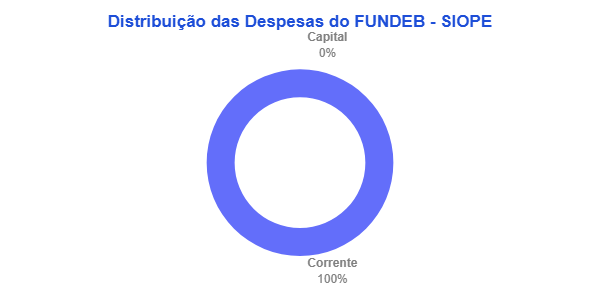 Distribuição das Despesas do FUNDEB - SIOPE
Capital
0%
Corrente
100%